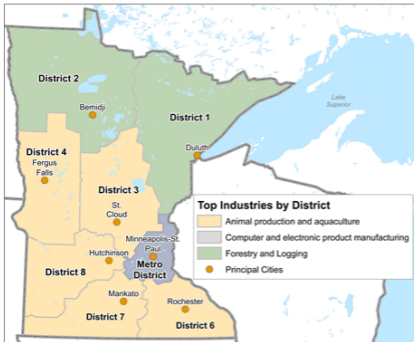 District 2
Bemidji
District 1
Lake
Superior
Duluth
District 4
Fergus
Falls
District 3
St.
Cloud
Minneapolis-St.
Paul
Hutchinson
Metro
District
District 8
Mankato
District 7
Rochester
District 6
Top Industries by District
Animal production and aquaculture
Computer and electronic product manufacturing
Forestry and Logging
Principal Cities